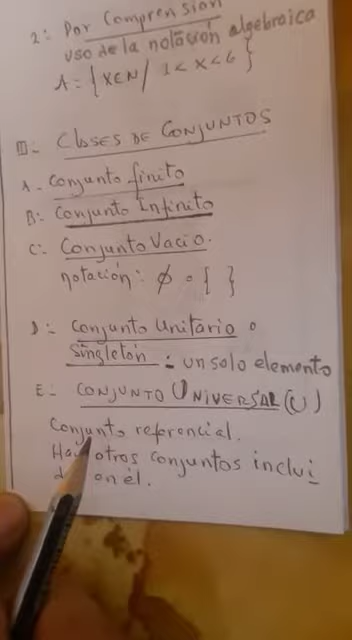 2: Por Comprensión
uso de la notación algebraica
A = { X∈N / 1 < X < 6 }
III:- Clases de Conjuntos
A - Conjunto finito
B: Conjunto Infinito
C: Conjunto Vacio.
notación: ∅ = { }
D:- Conjunto Unitario o
Singletón = un solo elemento
E - CONJUNTO UNIVERSAL (U)
Conjunto referencial.
otros conjuntos inclui
en él.